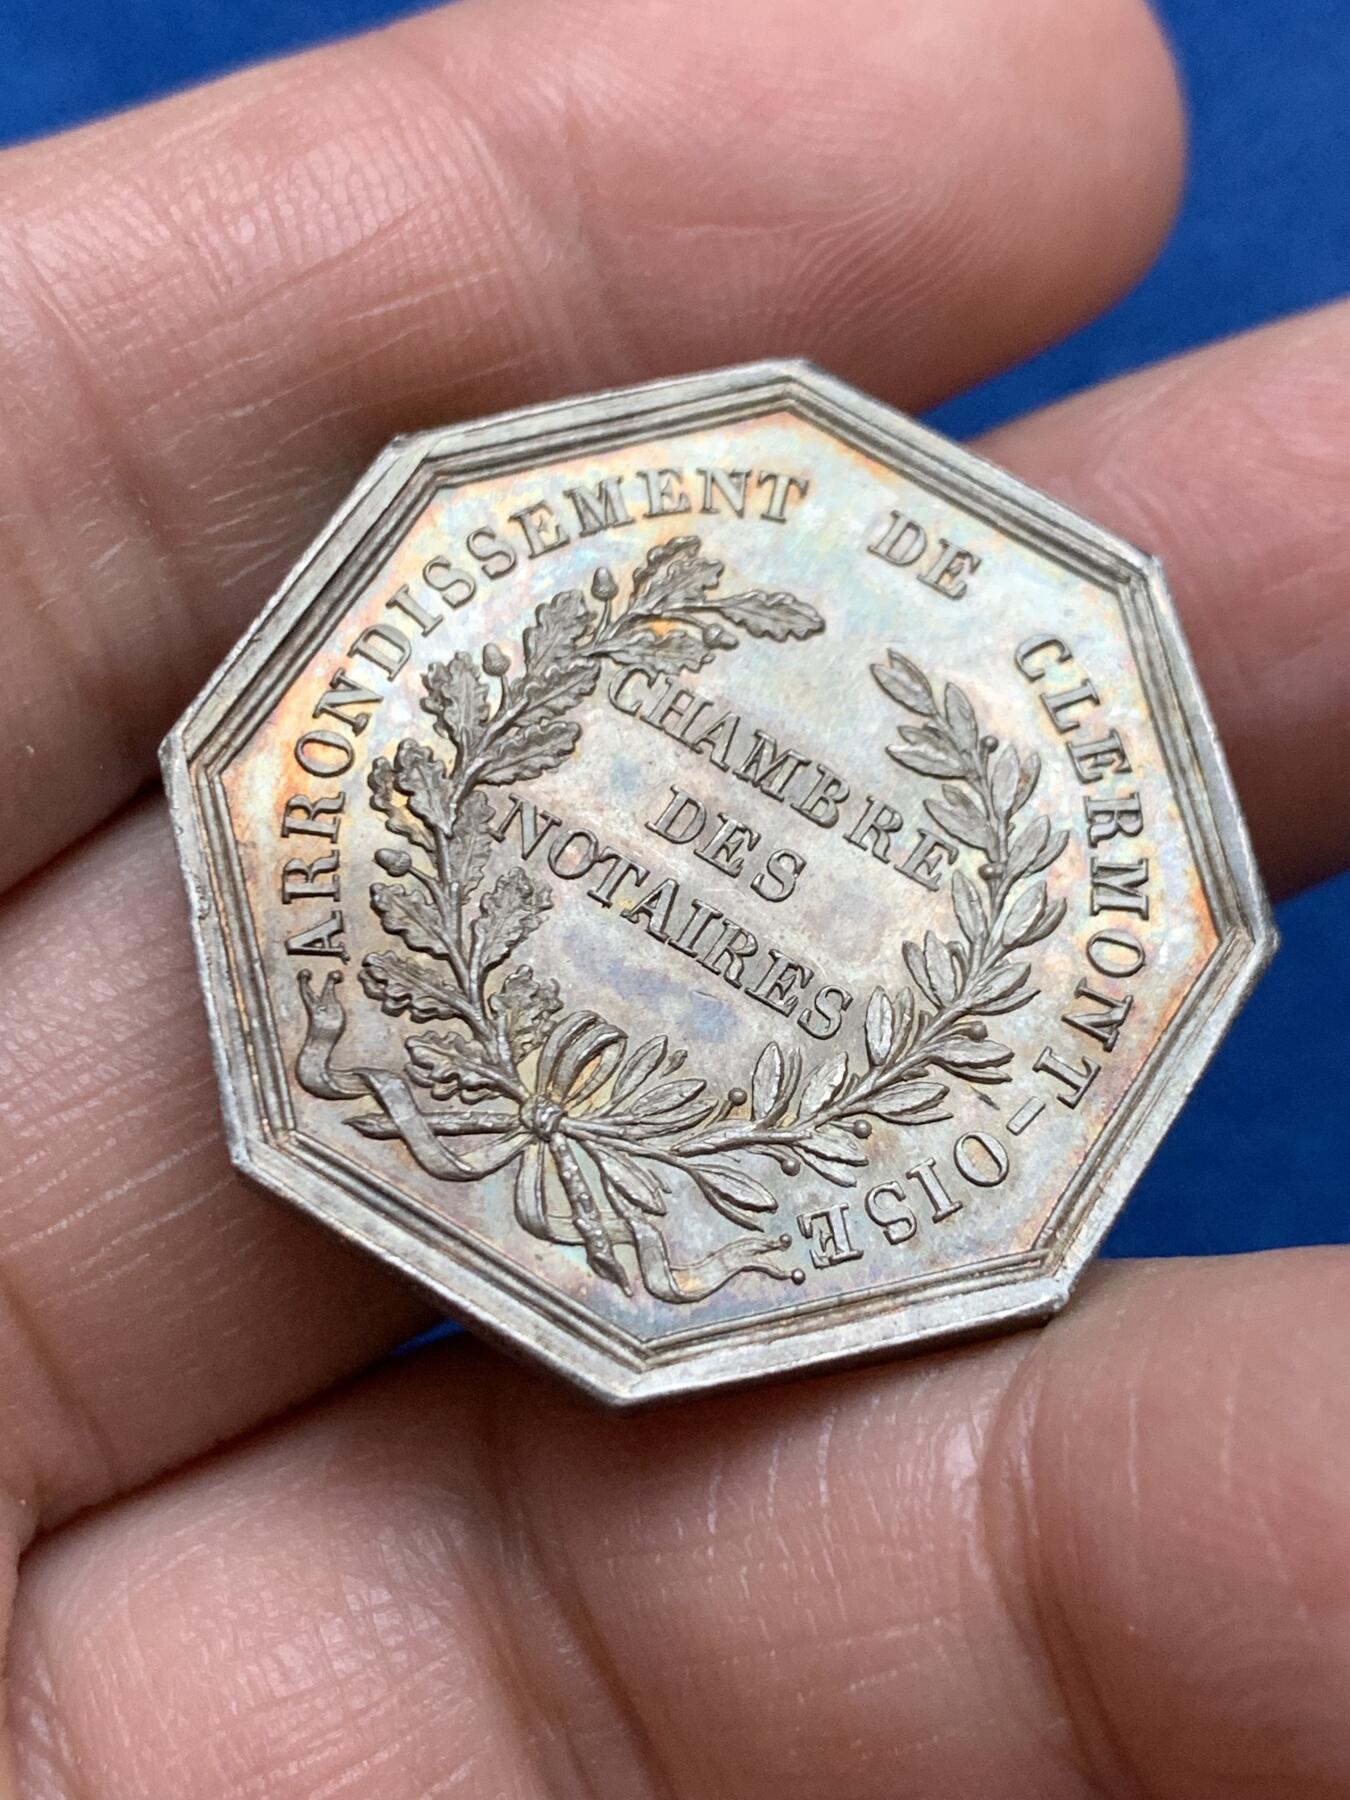 ARRONDISSEMENT DE CLERMONT-OISE
CHAMBRE
DES
NOTAIRES